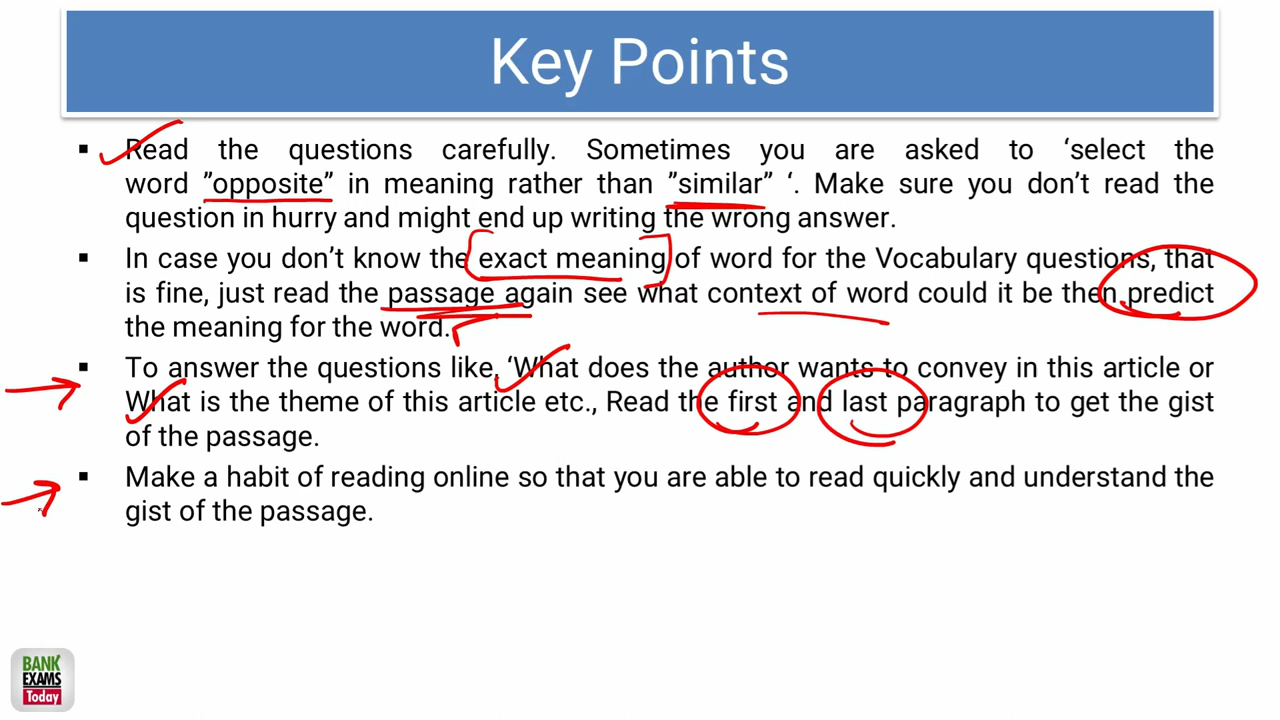 Key Points
▪ Read the questions carefully. Sometimes you are asked to ‘select the
word ”opposite” in meaning rather than ”similar” ‘. Make sure you don’t read the
question in hurry and might end up writing the wrong answer.
▪ In case you don’t know the exact meaning of word for the Vocabulary questions, that
is fine, just read the passage again see what context of word could it be then predict
the meaning for the word.
▪ To answer the questions like, ‘What does the author wants to convey in this article or
What is the theme of this article etc., Read the first and last paragraph to get the gist
of the passage.
▪ Make a habit of reading online so that you are able to read quickly and understand the
gist of the passage.
BANK
EXAMS
Today